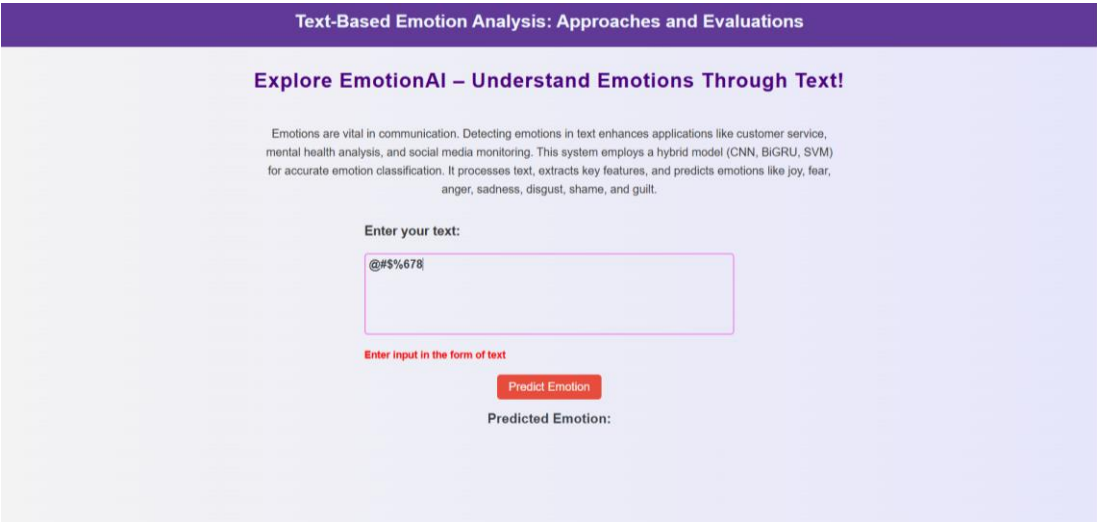 Text-Based Emotion Analysis: Approaches and Evaluations
Explore EmotionAI – Understand Emotions Through Text!
Emotions are vital in communication. Detecting emotions in text enhances applications like customer service,
mental health analysis, and social media monitoring. This system employs a hybrid model (CNN, BiGRU, SVM)
for accurate emotion classification. It processes text, extracts key features, and predicts emotions like joy, fear,
anger, sadness, disgust, shame, and guilt.
Enter your text:
@#$%678
Enter input in the form of text
Predict Emotion
Predicted Emotion: